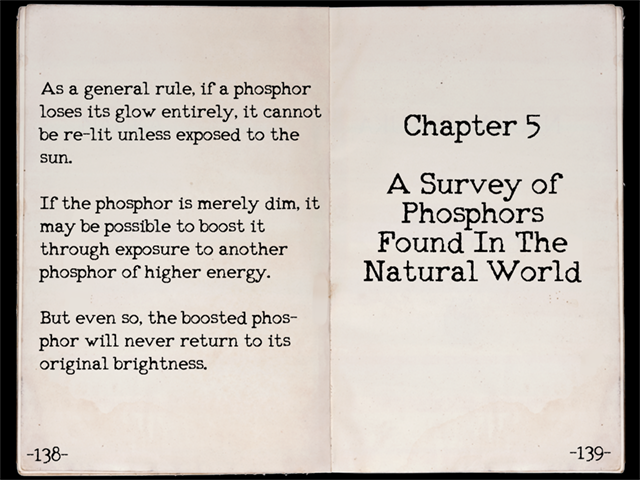 As a general rule, if a phosphor
loses its glow entirely, it cannot
be re-lit unless exposed to the
sun.
If the phosphor is merely dim, it
may be possible to boost it
through exposure to another
phosphor of higher energy.
But even so, the boosted phos-
phor will never return to its
original brightness.
-138-
Chapter 5
A Survey of
Phosphors
Found In The
Natural World
-139-